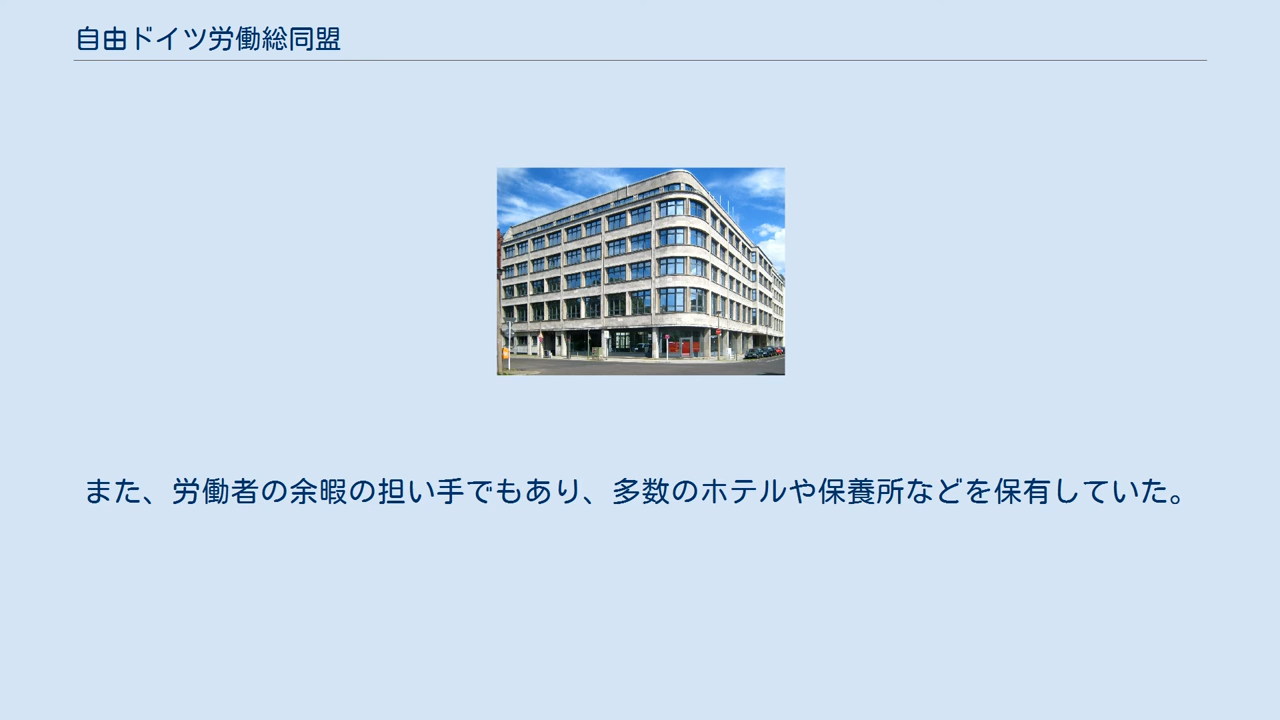 自由ドイツ労働総同盟
また、労働者の余暇の担い手でもあり、多数のホテルや保養所などを保有していた。